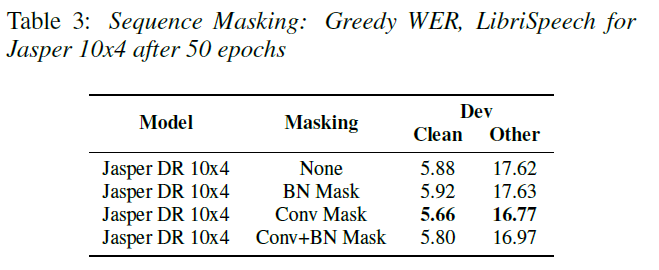 Table 3: Sequence Masking: Greedy WER, LibriSpeech for
Jasper 10x4 after 50 epochs
Model Masking Dev
Clean Other
Jasper DR 10x4 None 5.88 17.62
Jasper DR 10x4 BN Mask 5.92 17.63
Jasper DR 10x4 Conv Mask 5.66 16.77
Jasper DR 10x4 Conv+BN Mask 5.80 16.97